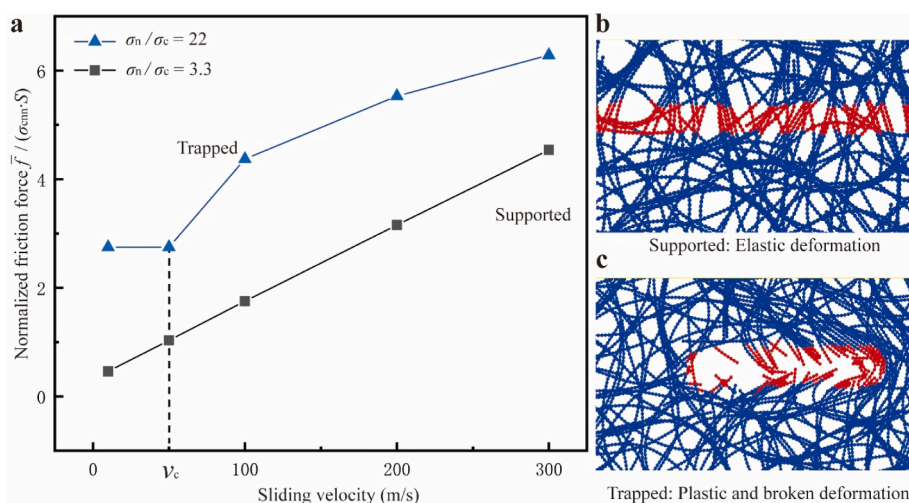 a
σn / σc = 22
σn / σc = 3.3
Normalized friction force f̄ / (σcnn·S)
6
4
2
0
Trapped
Supported
0
100
200
300
vc
Sliding velocity (m/s)
b
Supported: Elastic deformation
c
Trapped: Plastic and broken deformation